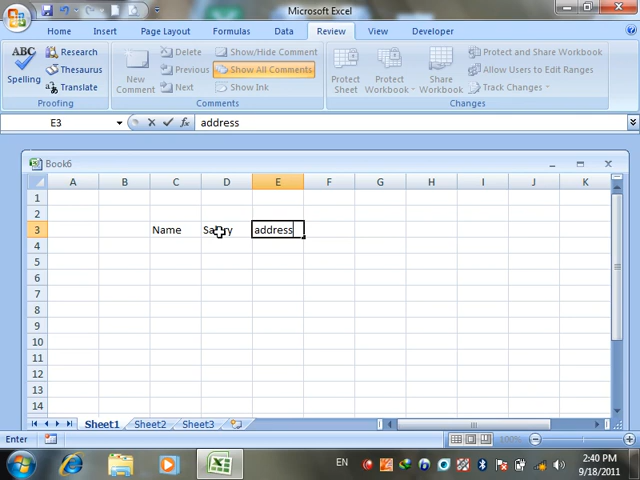 Microsoft Excel
Home Insert Page Layout Formulas Data Review View Developer
ABC
Spelling
Research
Thesaurus
Translate
Proofing
New Comment
Delete
Previous
Next
Show/Hide Comment
Show All Comments
Show Ink
Comments
Protect Sheet
Protect Workbook
Share Workbook
Protect and Share Workbook
Allow Users to Edit Ranges
Track Changes
Changes
E3 fx address
Book6
A B C D E F G H I J K
1
2
3 Name address
4
5
6
7
8
9
10
11
12
13
14
Sheet1 Sheet2 Sheet3
Enter 100%
EN 2:40 PM
9/18/2011